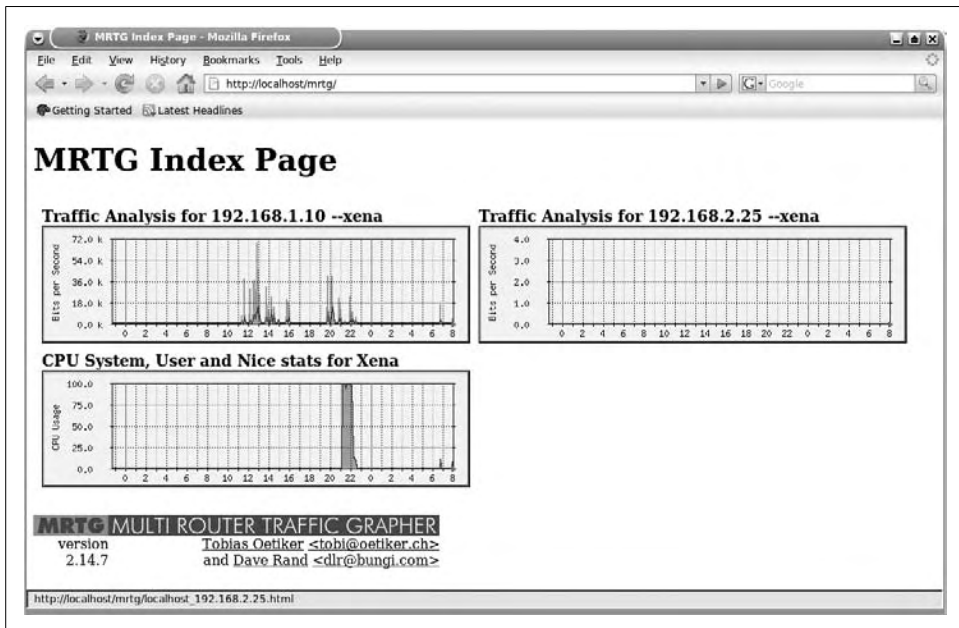 MRTG Index Page - Mozilla Firefox
File Edit View History Bookmarks Tools Help
http://localhost/mrtg/
G Google
Getting Started Latest Headlines
MRTG Index Page
Traffic Analysis for 192.168.1.10 --xena
Traffic Analysis for 192.168.2.25 --xena
Bits per Second
72.0 k
54.0 k
36.0 k
18.0 k
0.0 k
0 2 4 6 8 10 12 14 16 18 20 22 0 2 4 6 8
Bits per Second
4.0
3.0
2.0
1.0
0.0
0 2 4 6 8 10 12 14 16 18 20 22 0 2 4 6 8
CPU System, User and Nice stats for Xena
CPU Usage
100.0
75.0
50.0
25.0
0.0
0 2 4 6 8 10 12 14 16 18 20 22 0 2 4 6 8
MRTG MULTI ROUTER TRAFFIC GRAPHER
version Tobias Oetiker <tobi@oetiker.ch>
2.14.7 and Dave Rand <dlr@bungi.com>
http://localhost/mrtg/localhost_192.168.2.25.html